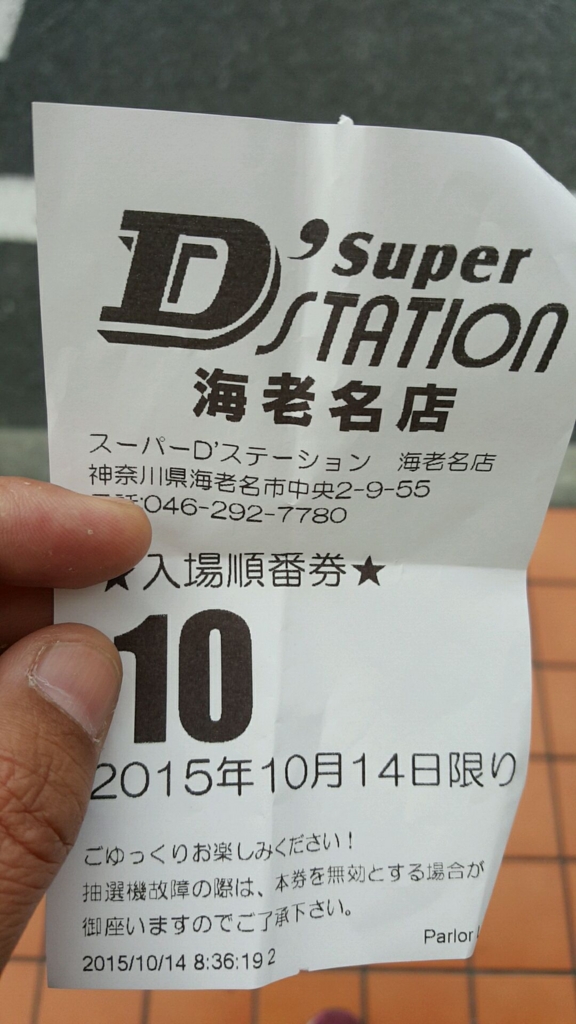 D'Super
STATION
海老名店
スーパーD'ステーション 海老名店
神奈川県海老名市中央2-9-55
046-292-7780
★入場順番券★
10
2015年10月14日限り
ごゆっくりお楽しみください!
抽選機故障の際は、本券を無効とする場合が
御座いますのでご了承下さい。
Parlor
2015/10/14 8:36:19 2